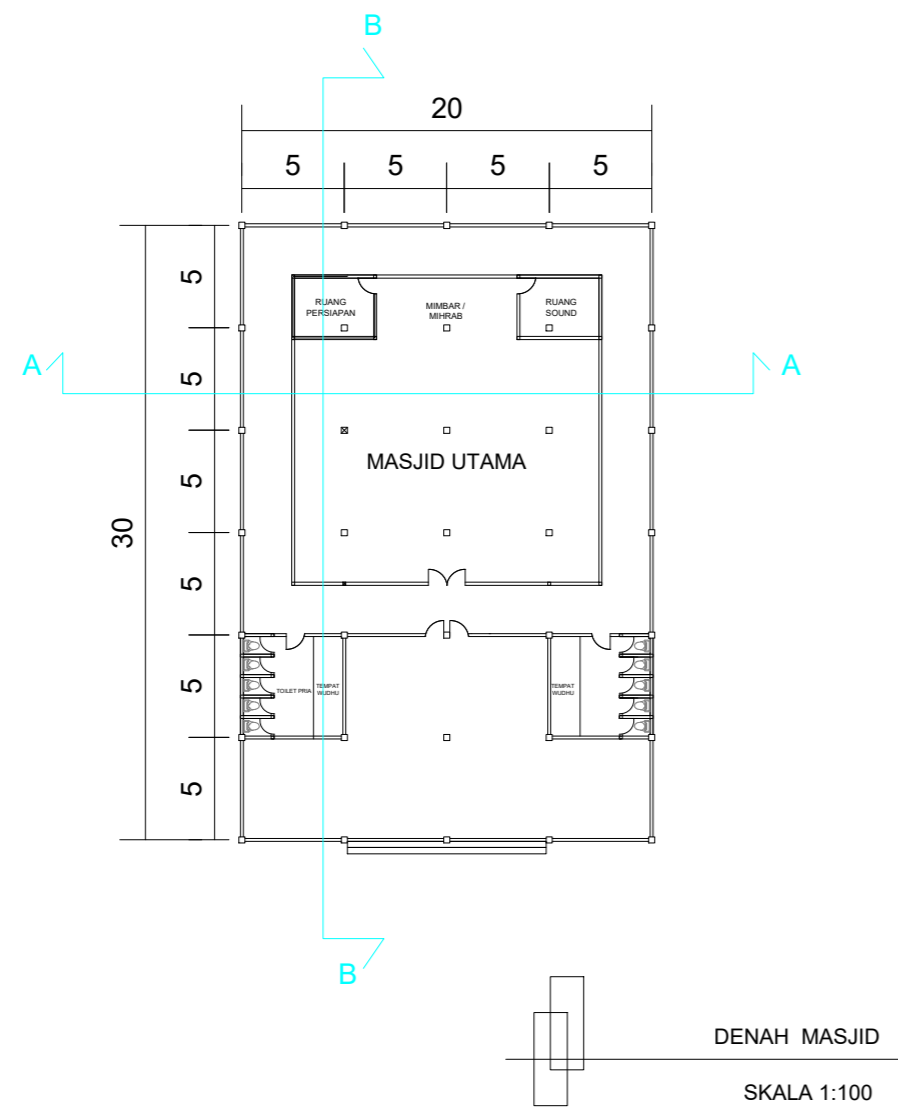 B
20
5 5 5 5
5
RUANG
PERSIAPAN
MIMBAR /
MIHRAB
RUANG
SOUND
A
5
A
MASJID UTAMA
5
30
5
TOILET PRIA
TEMPAT
WUDHU
TEMPAT
WUDHU
5
5
B
DENAH MASJID
SKALA 1:100